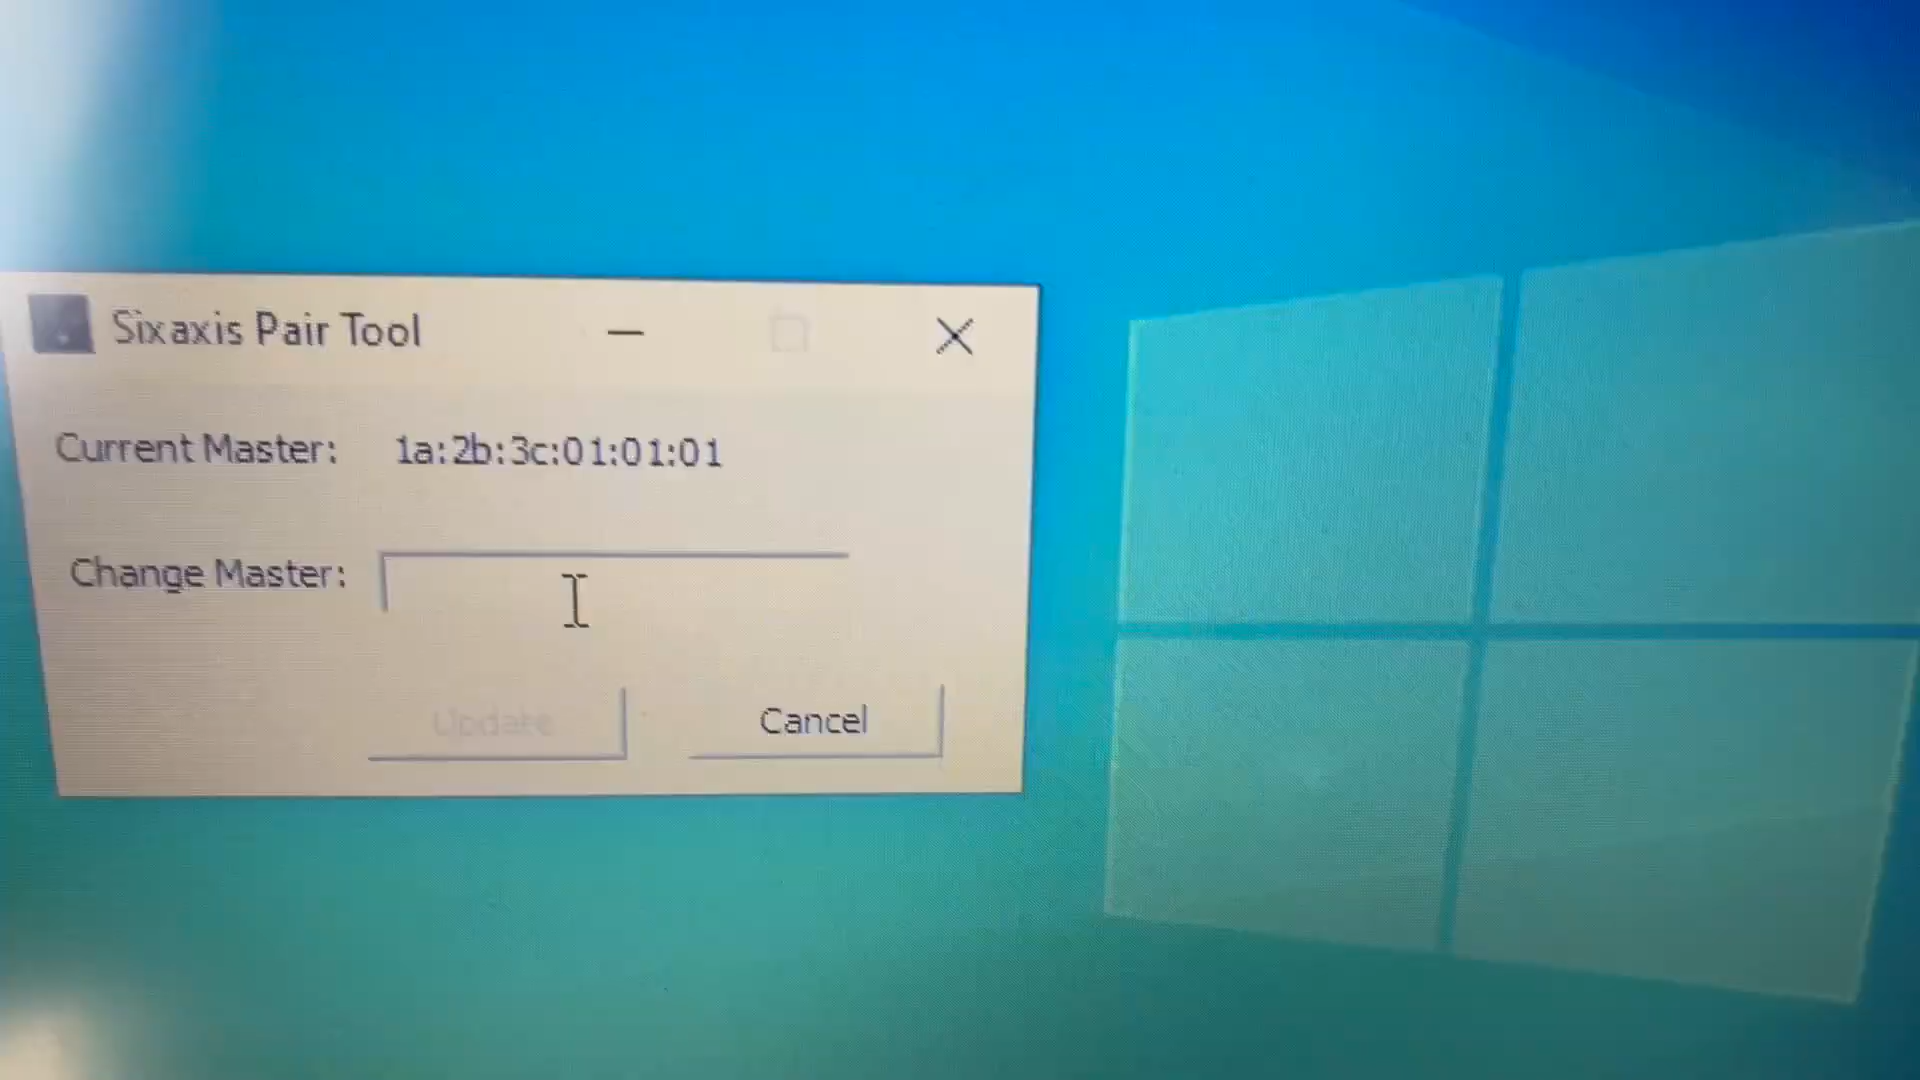 Sixaxis Pair Tool
Current Master: 1a:2b:3c:01:01:01
Change Master:
Update Cancel